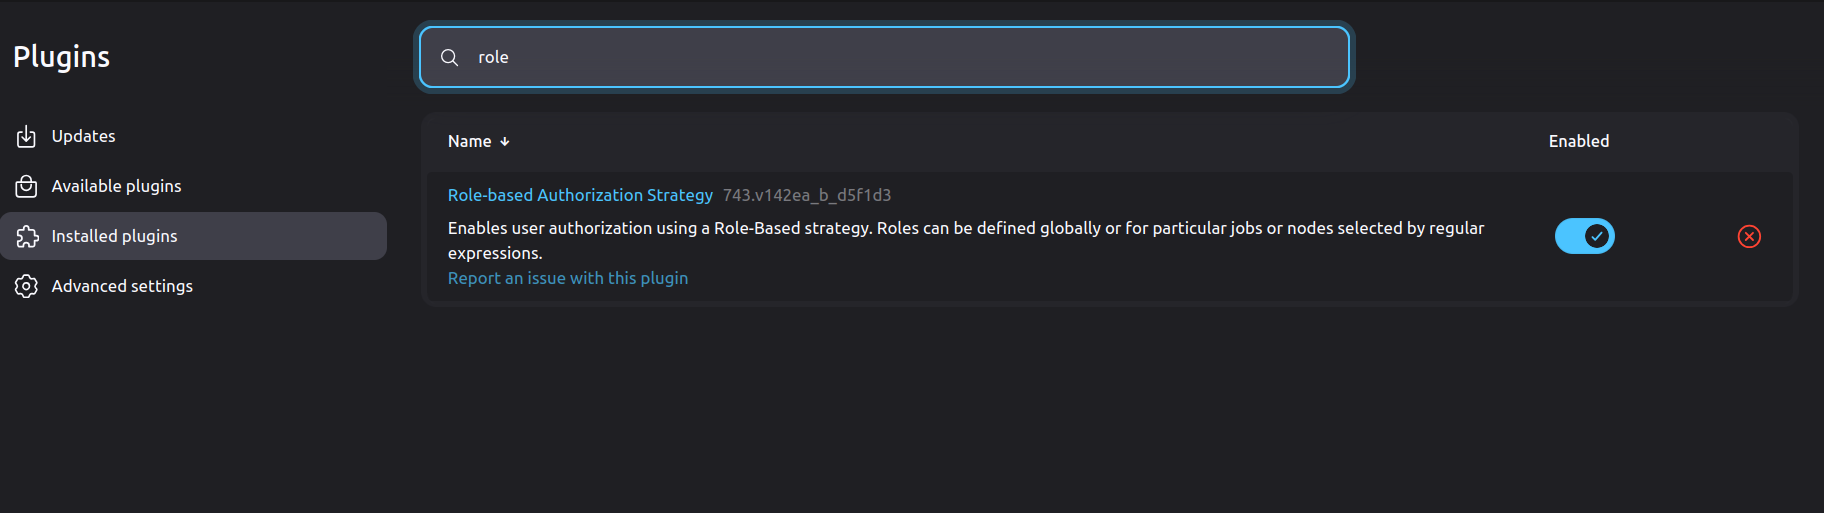 Plugins
role
Updates
Available plugins
Installed plugins
Advanced settings
Name ↓ Enabled
Role-based Authorization Strategy 743.v142ea_b_d5f1d3
Enables user authorization using a Role-Based strategy. Roles can be defined globally or for particular jobs or nodes selected by regular
expressions.
Report an issue with this plugin